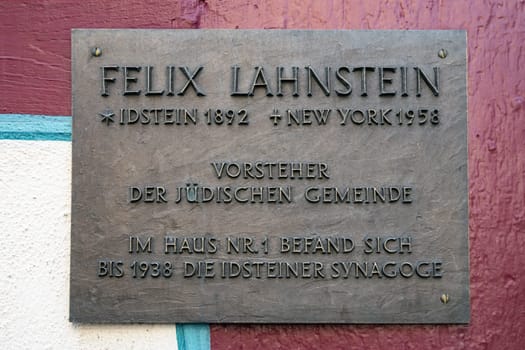 FELIX LAHNSTEIN
*IDSTEIN 1892 ✝NEW YORK 1958
VORSTEHER
DER JÜDISCHEN GEMEINDE
IM HAUS NR.1 BEFAND SICH
BIS 1938 DIE IDSTEINER SYNAGOGE